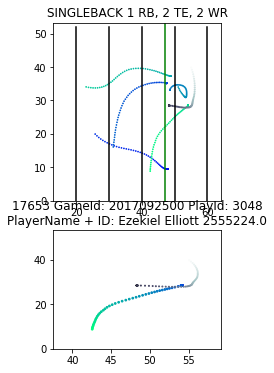 SINGLEBACK 1 RB, 2 TE, 2 WR
50
40
30
20
10
0
20 40 60
17653 GameId: 2017092500 PlayId: 3048
PlayerName + ID: Ezekiel Elliott 2555224.0
40
20
0
40 45 50 55